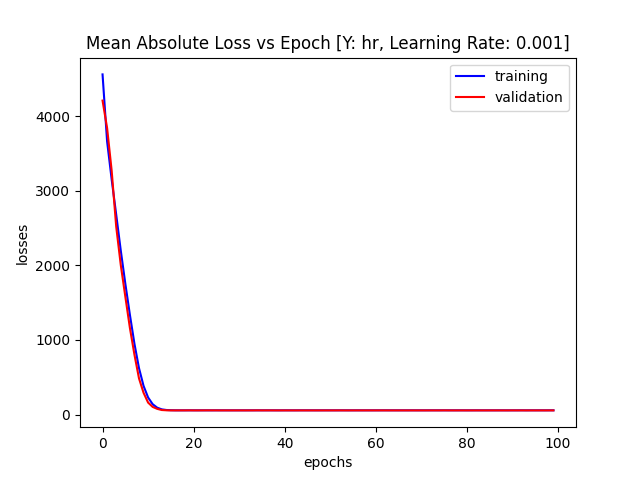 Mean Absolute Loss vs Epoch [Y: hr, Learning Rate: 0.001]
training
validation
losses
4000
3000
2000
1000
0
0 20 40 60 80 100
epochs